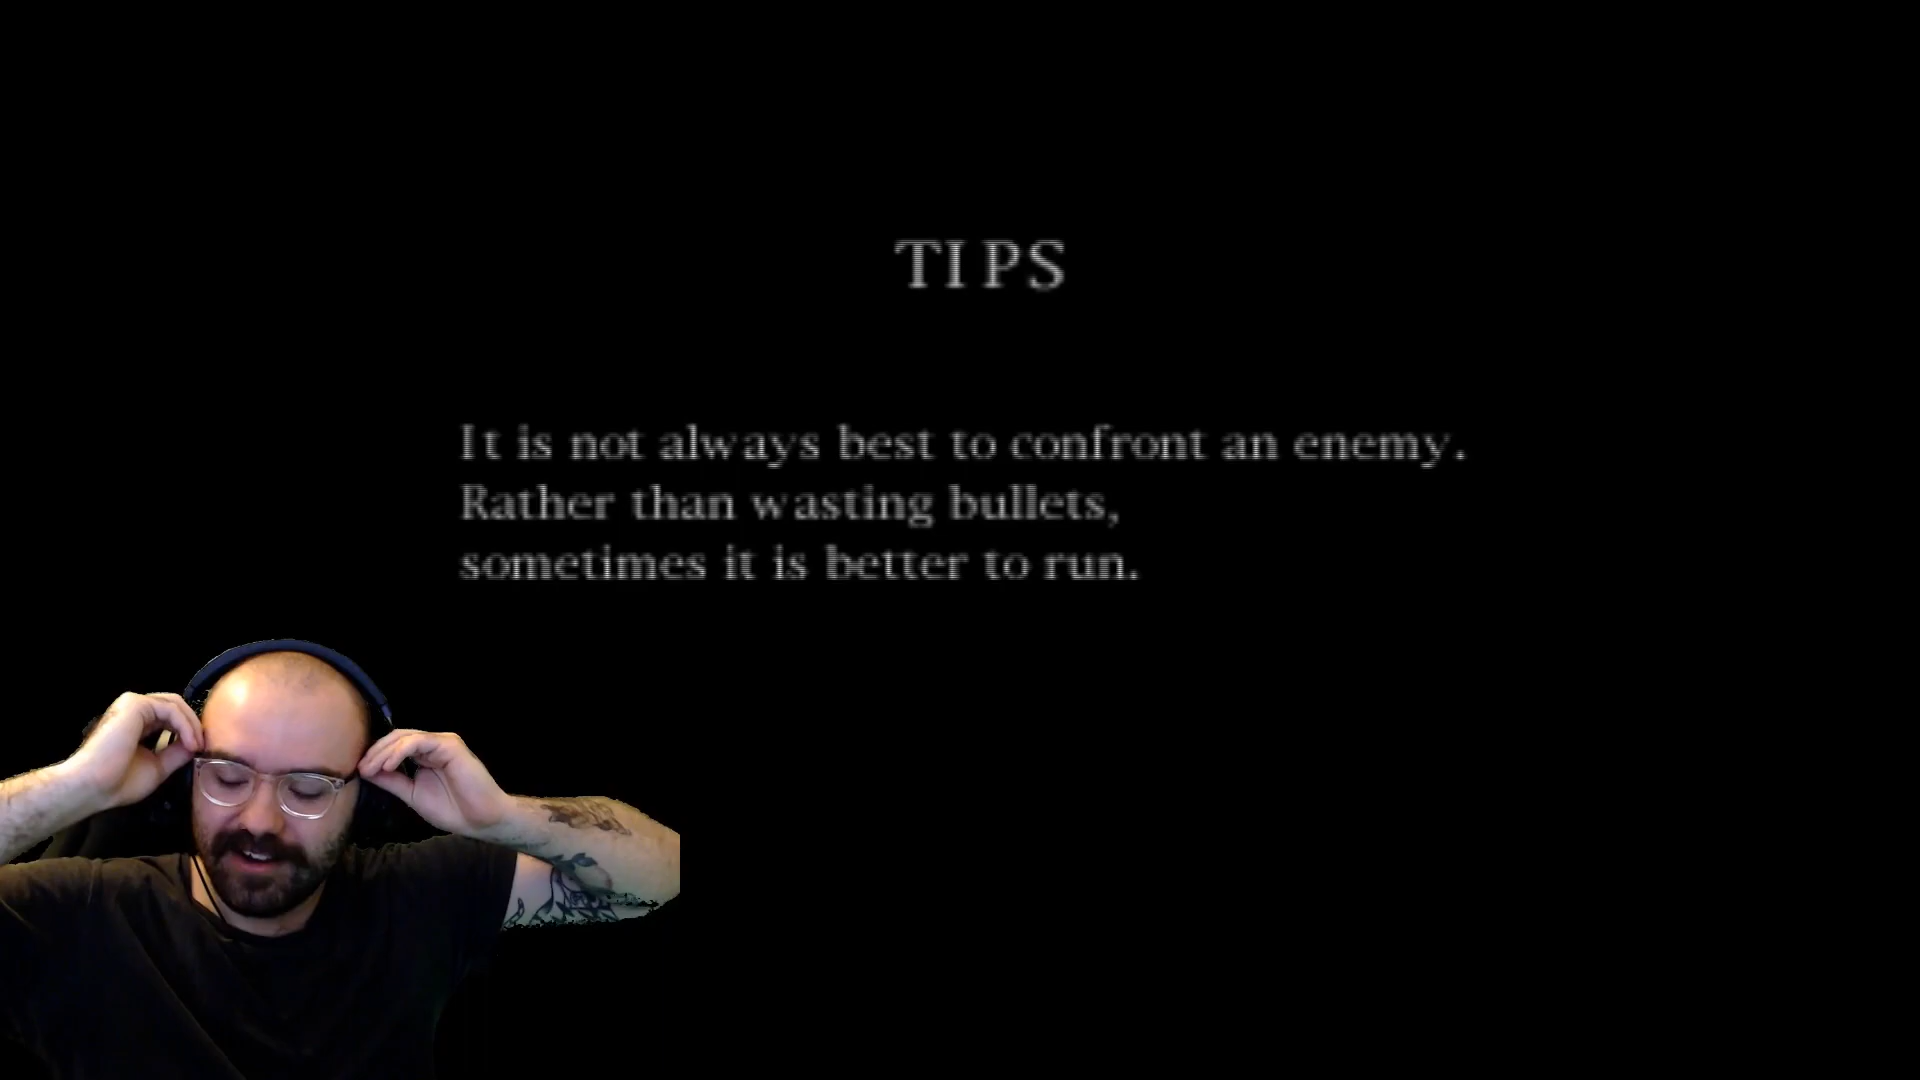 TIPS
It is not always best to confront an enemy.
Rather than wasting bullets,
sometimes it is better to run.